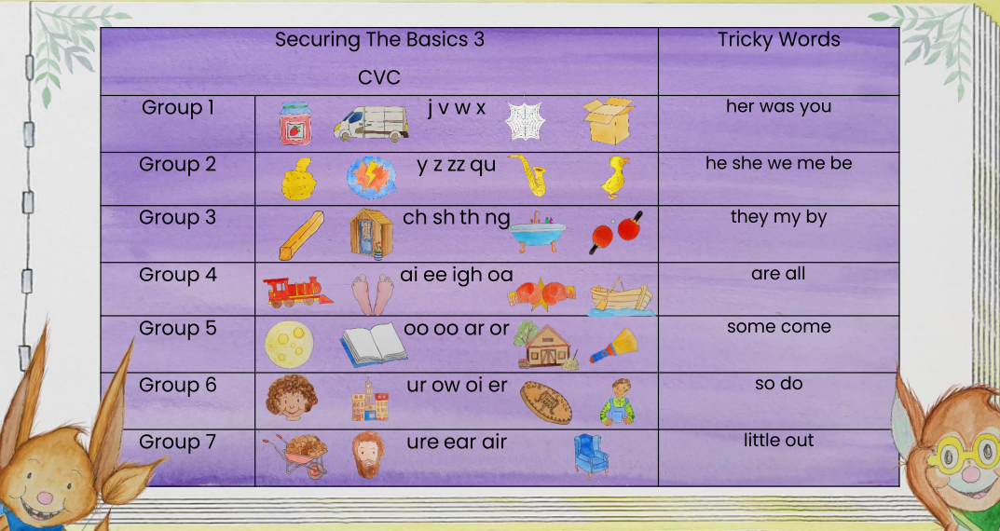 Securing The Basics 3
CVC
Tricky Words
Group 1
j v w x
her was you
Group 2
y z zz qu
he she we me be
Group 3
ch sh th ng
they my by
Group 4
ai ee igh oa
are all
Group 5
oo oo ar or
some come
Group 6
ur ow oi er
so do
Group 7
ure ear air
little out